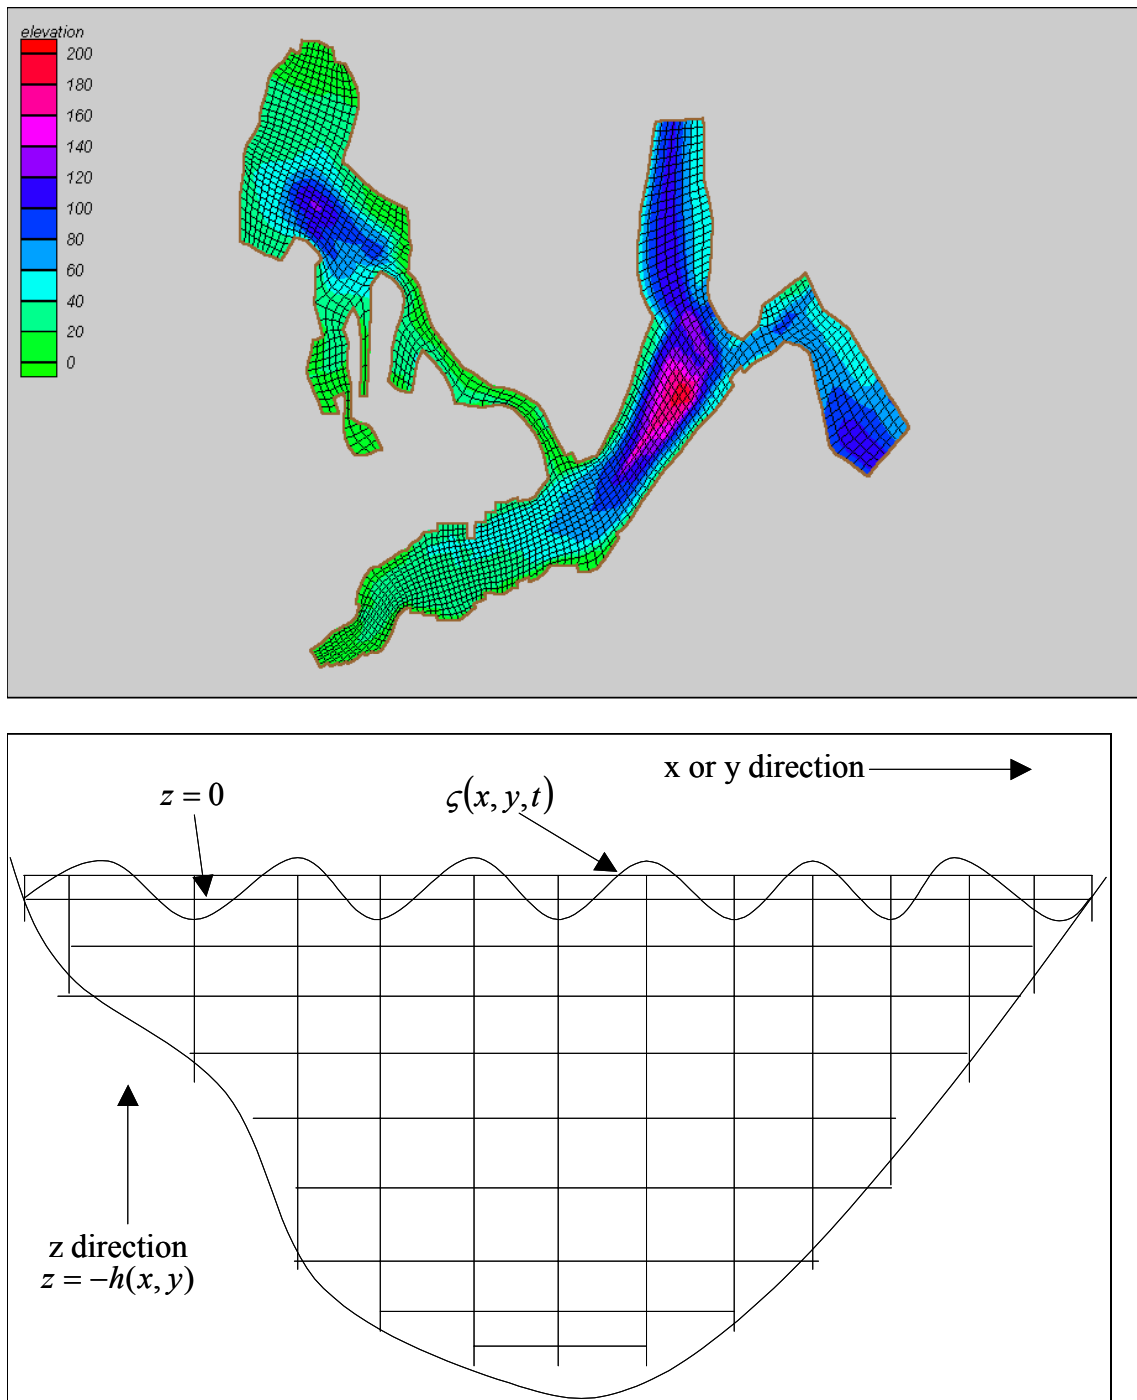 elevation
200
180
160
140
120
100
80
60
40
20
0
x or y direction
z = 0
ς(x, y, t)
z direction
z = −h(x, y)